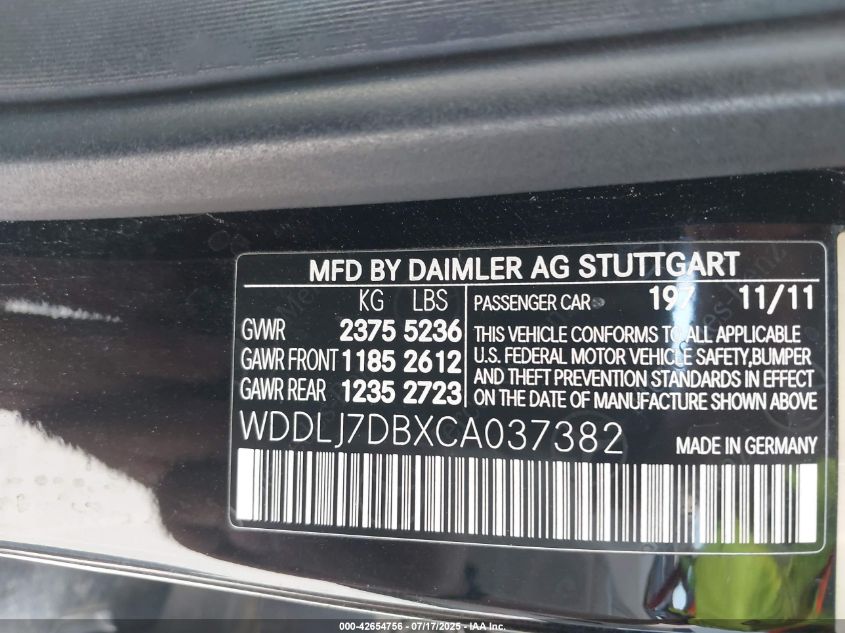 MFD BY DAIMLER AG STUTTGART
KG LBS
GVWR 2375 5236
GAWR FRONT 1185 2612
GAWR REAR 1235 2723
PASSENGER CAR 197 11/11
THIS VEHICLE CONFORMS TO ALL APPLICABLE
U.S. FEDERAL MOTOR VEHICLE SAFETY,BUMPER
AND THEFT PREVENTION STANDARDS IN EFFECT
ON THE DATE OF MANUFACTURE SHOWN ABOVE.
WDDLJ7DBXCA037382
MADE IN GERMANY
000-42654756 - 07/17/2025 - IAA Inc.